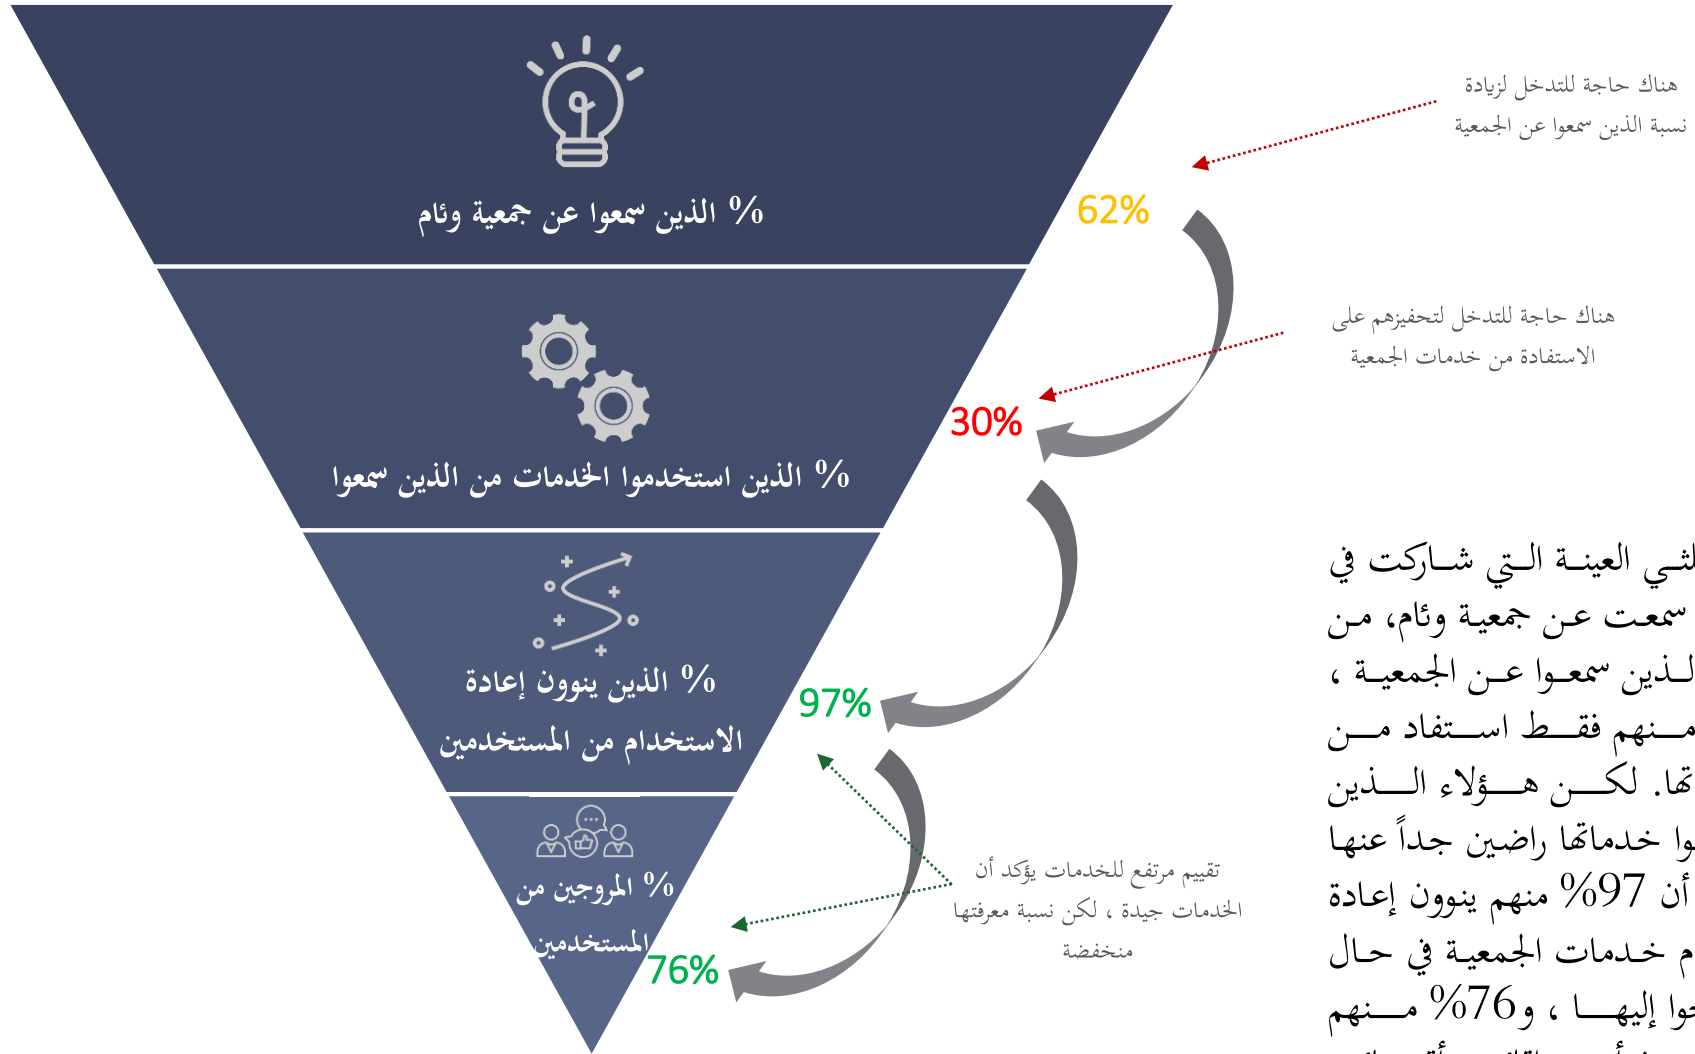 % الذين سمعوا عن جمعية وئام
62%
هناك حاجة للتدخل لزيادة
نسبة الذين سمعوا عن الجمعية
% الذين استخدموا الخدمات من الذين سمعوا
30%
هناك حاجة للتدخل لتحفيزهم على
الاستفادة من خدمات الجمعية
% الذين ينوون إعادة
الاستخدام من المستخدمين
97%
% المروجين من
المستخدمين
76%
تقييم مرتفع للخدمات يؤكد أن
الخدمات جيدة ، لكن نسبة معرفتها
منخفضة
العينة التي شاركت في
سمعت عن جمعية وئام، من
سمعوا عن الجمعية ،
منهم فقط استفاد من
لكن هؤلاء الذين
خدماتها راضين جداً عنها
أن 97% منهم ينوون إعادة
خدمات الجمعية في حال
إليها ، و76% منهم